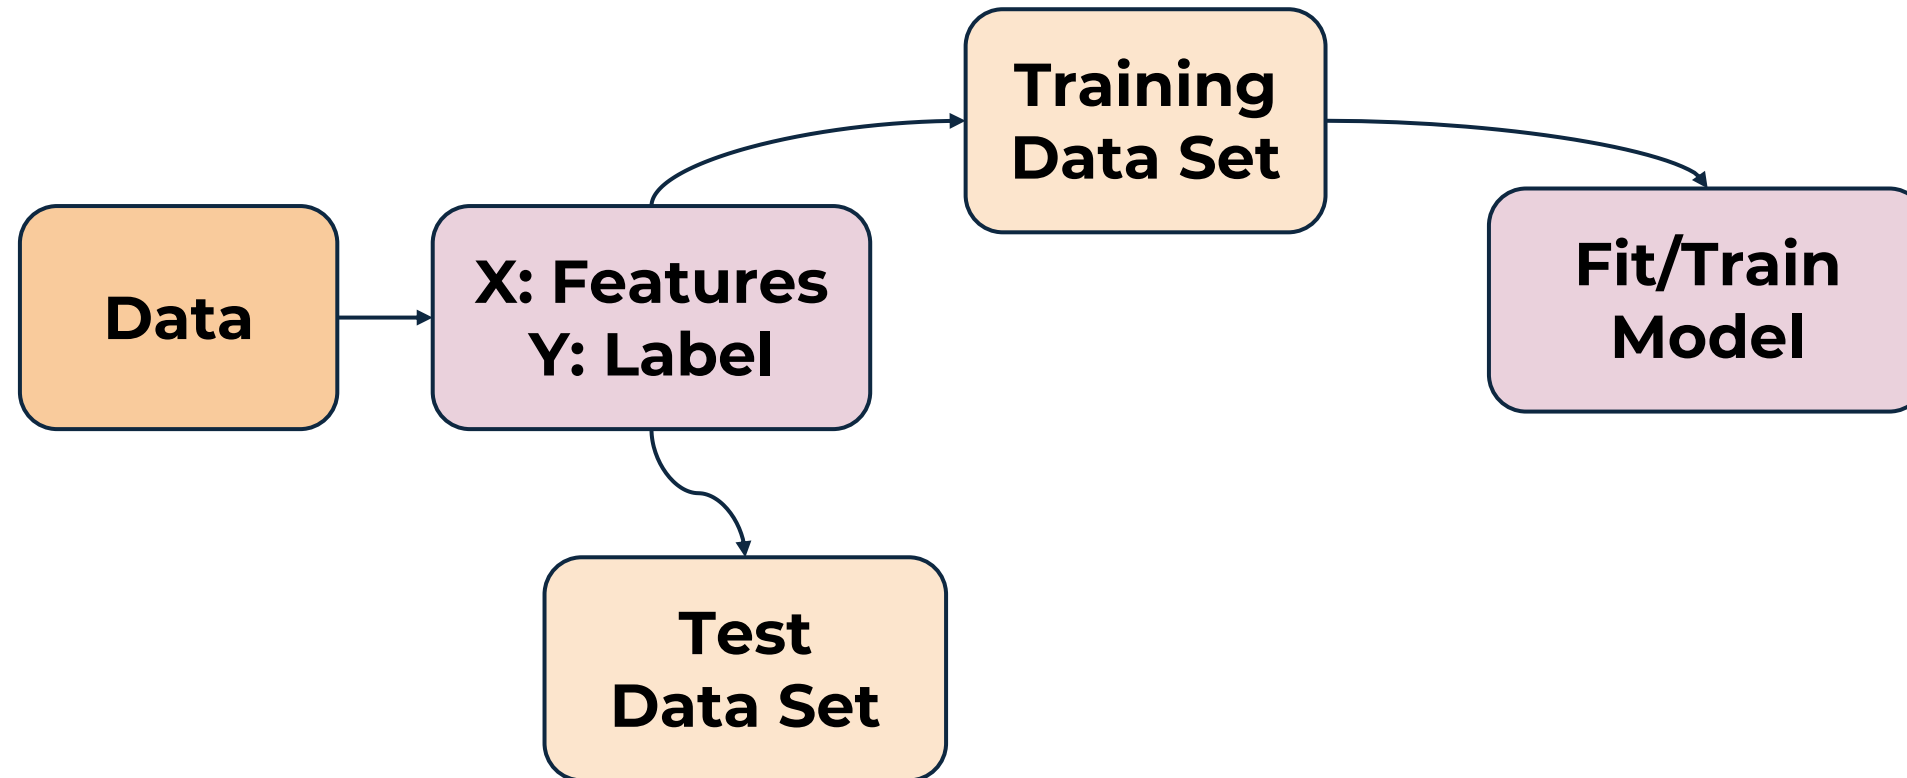 Training
Data Set
Data
X: Features
Y: Label
Fit/Train
Model
Test
Data Set